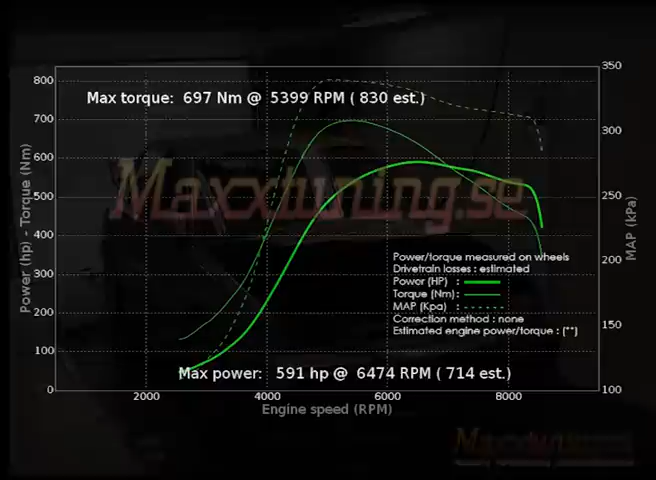 350
800
Max torque: 697 Nm @ 5399 RPM ( 830 est.)
700
300
600
Maxxtuning.se
500
250
400
Power/torque measured on wheels
200
Drivetrain losses : estimated
300
Power (HP) :
Torque (Nm) :
MAP (Kpa) :
200
Correction method : none
150
Estimated engine power/torque : (**)
100
Max power: 591 hp @ 6474 RPM ( 714 est.)
0
100
2000 4000 6000 8000
Engine speed (RPM)
Power (hp) - Torque (Nm)
MAP (kPa)